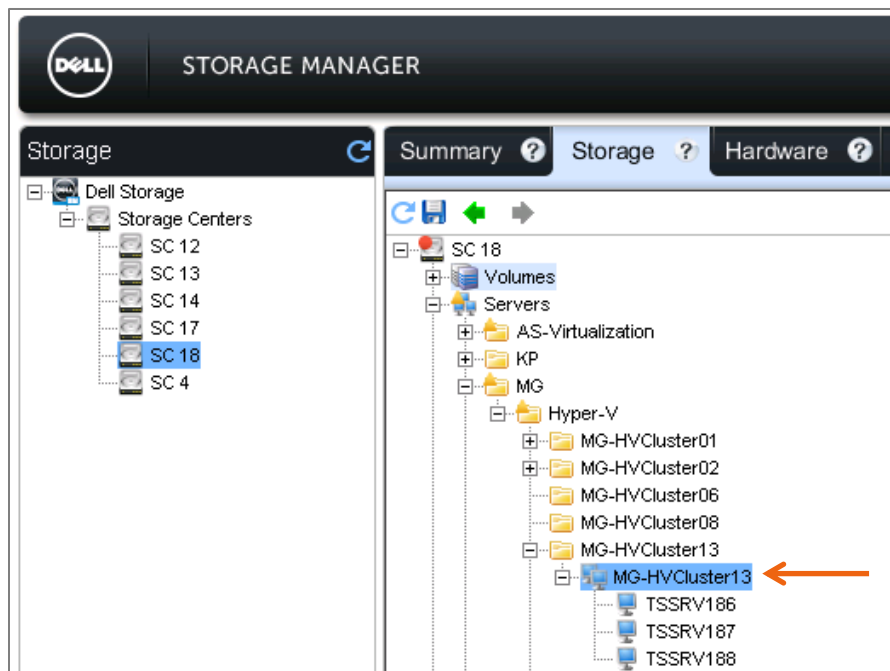 DELL
STORAGE MANAGER
Storage
Dell Storage
Storage Centers
SC 12
SC 13
SC 14
SC 17
SC 18
SC 4
Summary ?
Storage ?
Hardware ?
SC 18
Volumes
Servers
AS-Virtualization
KP
MG
Hyper-V
MG-HVCluster01
MG-HVCluster02
MG-HVCluster06
MG-HVCluster08
MG-HVCluster13
MG-HVCluster13
TSSRV186
TSSRV187
TSSRV188